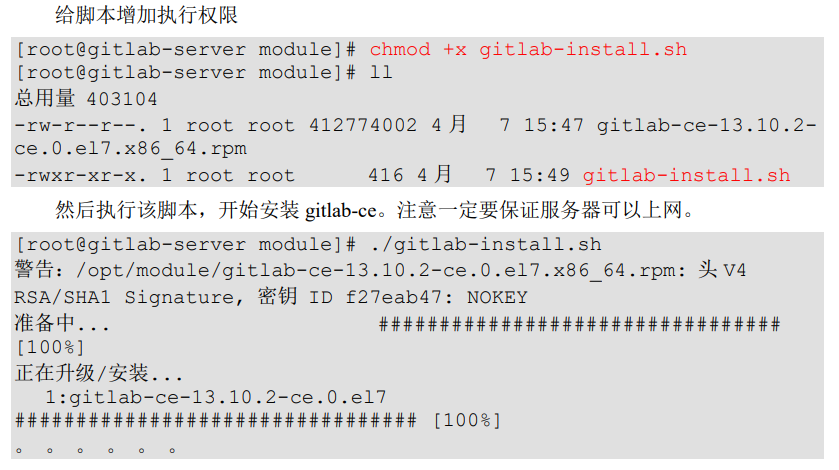 给脚本增加执行权限
[root@gitlab-server module]# chmod +x gitlab-install.sh
[root@gitlab-server module]# ll
总用量 403104
-rw-r--r--. 1 root root 412774002 4月  7 15:47 gitlab-ce-13.10.2-
ce.0.el7.x86_64.rpm
-rwxr-xr-x. 1 root root       416 4月  7 15:49 gitlab-install.sh
然后执行该脚本，开始安装 gitlab-ce。注意一定要保证服务器可以上网。
[root@gitlab-server module]# ./gitlab-install.sh
警告：/opt/module/gitlab-ce-13.10.2-ce.0.el7.x86_64.rpm: 头V4
RSA/SHA1 Signature, 密钥 ID f27eab47: NOKEY
准备中... #################################
[100%]
正在升级/安装...
1:gitlab-ce-13.10.2-ce.0.el7
################################# [100%]
。 。 。 。 。 。